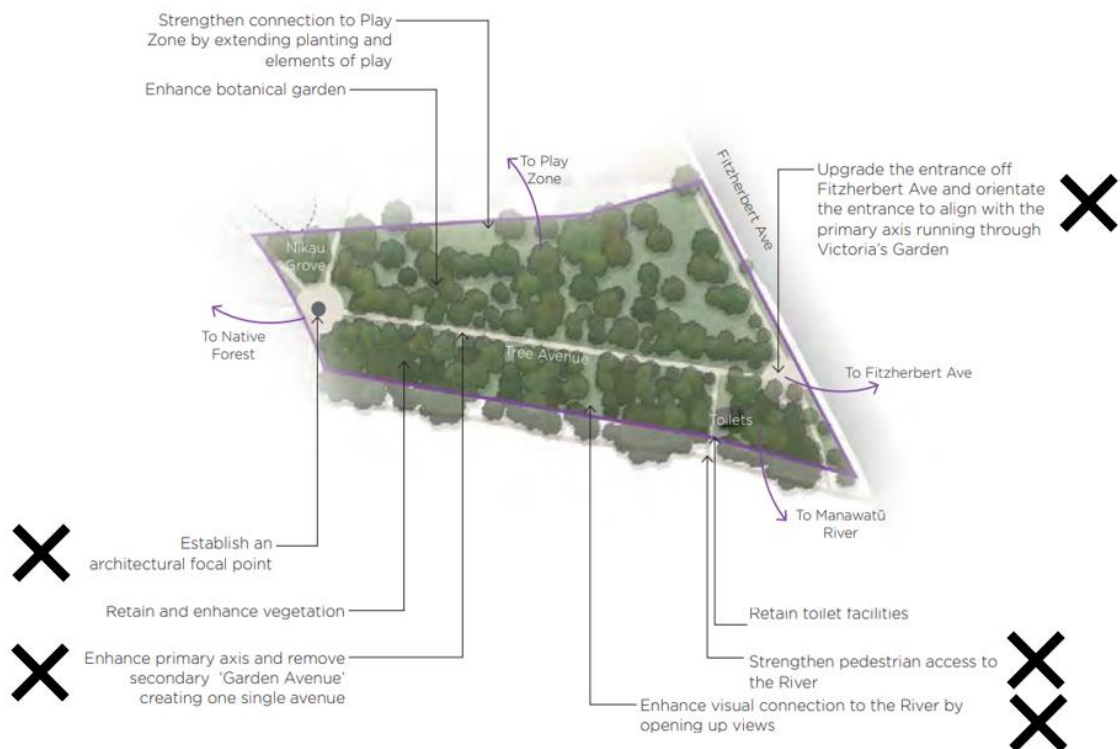 Strengthen connection to Play
Zone by extending planting and
elements of play
Enhance botanical garden
To Play
Zone
Fitzherbert Ave
Upgrade the entrance off
Fitzherbert Ave and orientate
the entrance to align with the
primary axis running through
Victoria's Garden
Nikau
Grove
To Native
Forest
Tree Avenue
To Fitzherbert Ave
Toilets
To Manawatū
River
Establish an
architectural focal point
Retain and enhance vegetation
Enhance primary axis and remove
secondary 'Garden Avenue'
creating one single avenue
Retain toilet facilities
Strengthen pedestrian access to
the River
Enhance visual connection to the River by
opening up views